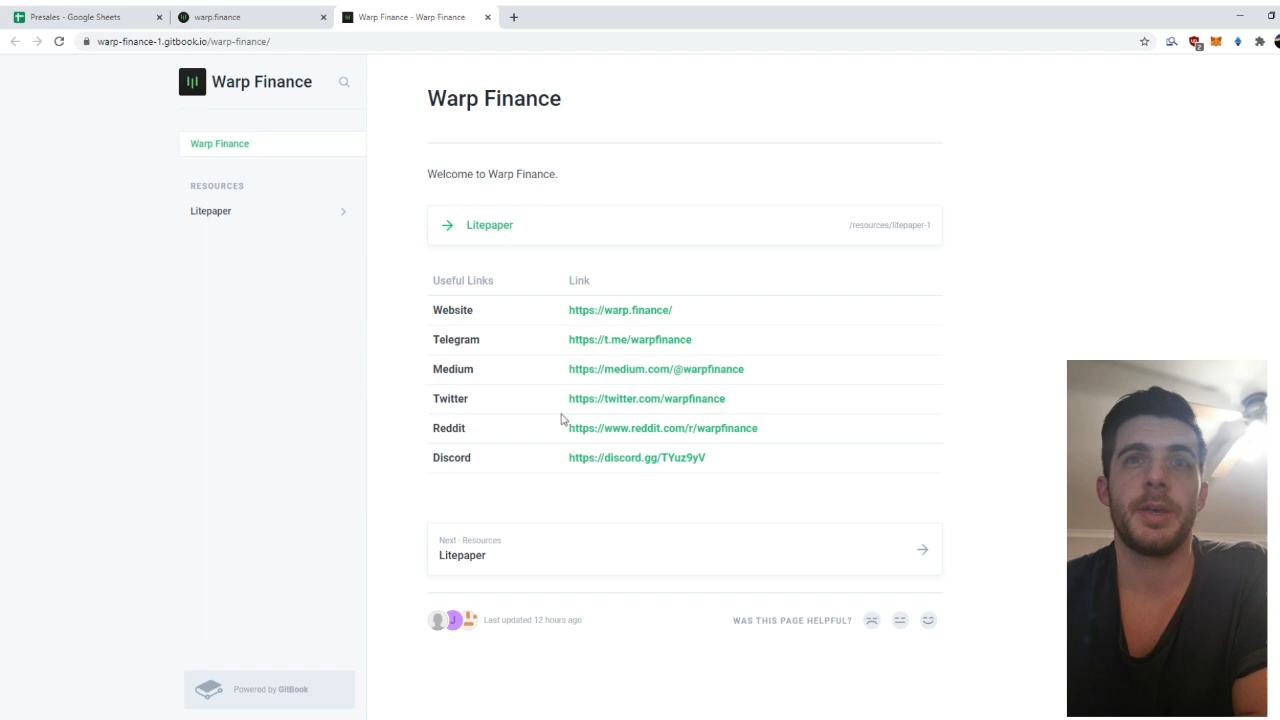 Presales - Google Sheets
warp.finance
Warp Finance - Warp Finance
warp-finance-1.gitbook.io/warp-finance/
2
Warp Finance
Warp Finance
RESOURCES
Litepaper
Powered by GitBook
Warp Finance
Welcome to Warp Finance.
Litepaper /resources/litepaper-1
Useful Links Link
Website https://warp.finance/
Telegram https://t.me/warpfinance
Medium https://medium.com/@warpfinance
Twitter https://twitter.com/warpfinance
Reddit https://www.reddit.com/r/warpfinance
Discord https://discord.gg/TYuz9yV
Next - Resources
Litepaper
J
Last updated 12 hours ago WAS THIS PAGE HELPFUL?